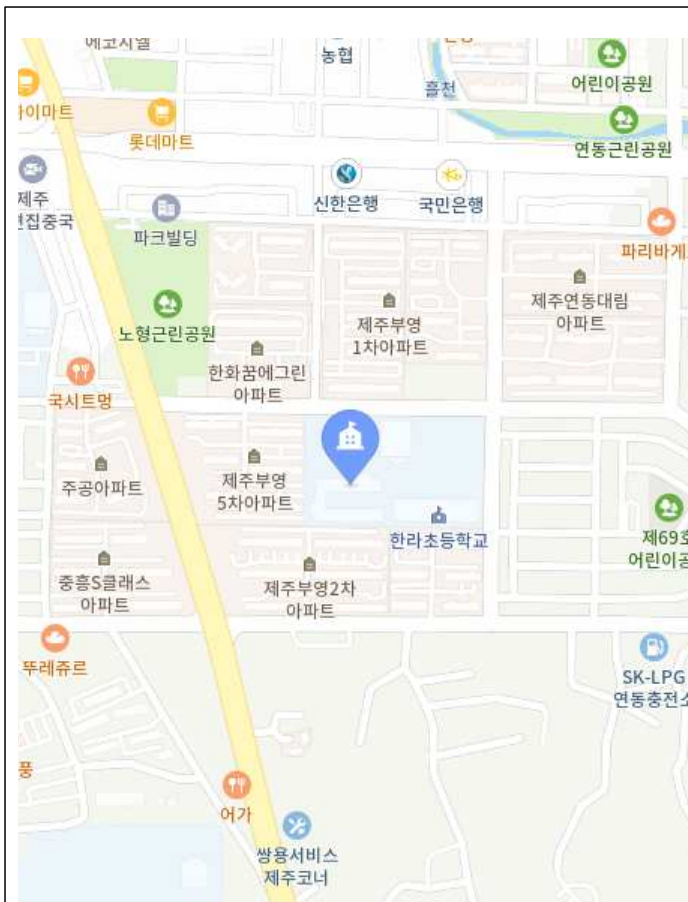 에코시엘
농협
흘천
어린이공원
연동근린공원
롯데마트
제주
신한은행
국민은행
파크빌딩
파리바게
노형근린공원
제주부영
1차아파트
제주연동대림
아파트
한화꿈에그린
아파트
국시트멍
주공아파트
제주부영
5차아파트
한라초등학교
제69호
어린이공
중흥S클래스
아파트
제주부영2차
아파트
뚜레쥬르
SK-LPG
연동충전소
풍
어가
쌍용서비스
제주코너